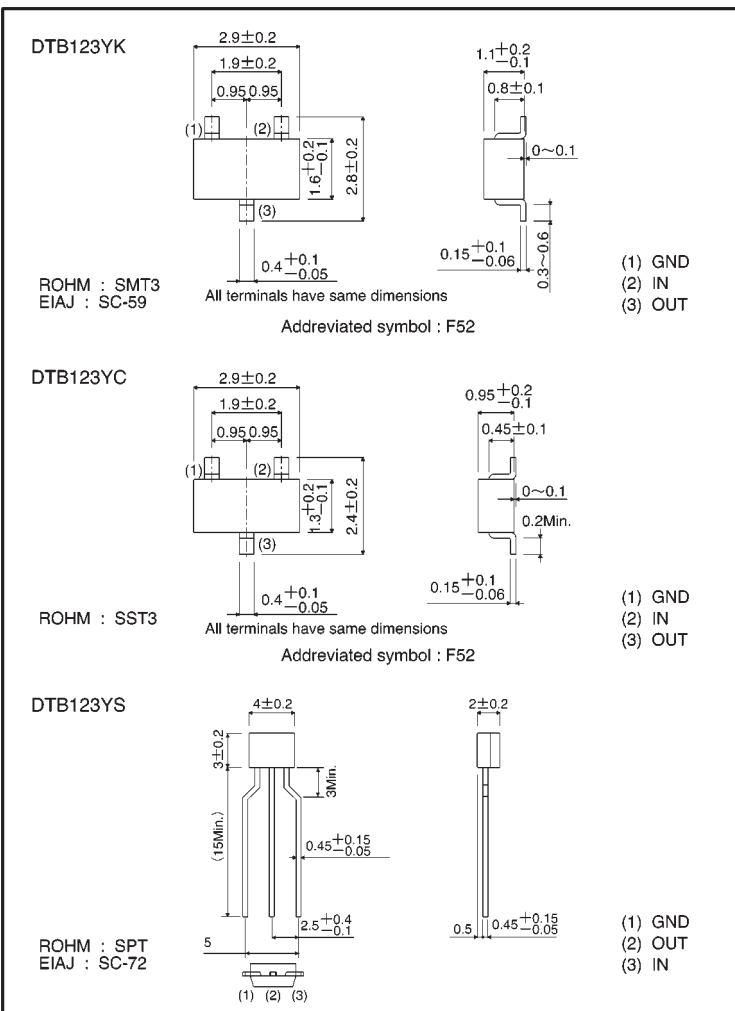 DTB123YK
2.9±0.2
1.9±0.2
0.95 0.95
(1) (2)
(3)
1.6+0.2−0.1
2.8±0.2
0.4+0.1−0.05
1.1+0.2−0.1
0.8±0.1
0~0.1
0.15+0.1−0.06
0.3~0.6
ROHM : SMT3
EIAJ : SC-59
All terminals have same dimensions
Addreviated symbol : F52
(1) GND
(2) IN
(3) OUT
DTB123YC
2.9±0.2
1.9±0.2
0.95 0.95
(1) (2)
(3)
1.3+0.2−0.1
2.4±0.2
0.4+0.1−0.05
0.95+0.2−0.1
0.45±0.1
0~0.1
0.2Min.
0.15+0.1−0.06
ROHM : SST3
All terminals have same dimensions
Addreviated symbol : F52
(1) GND
(2) IN
(3) OUT
DTB123YS
4±0.2
3±0.2
(15Min.)
3Min.
0.45+0.15−0.05
2.5+0.4−0.1
5
(1) (2) (3)
2±0.2
0.5
0.45+0.15−0.05
ROHM : SPT
EIAJ : SC-72
(1) GND
(2) OUT
(3) IN